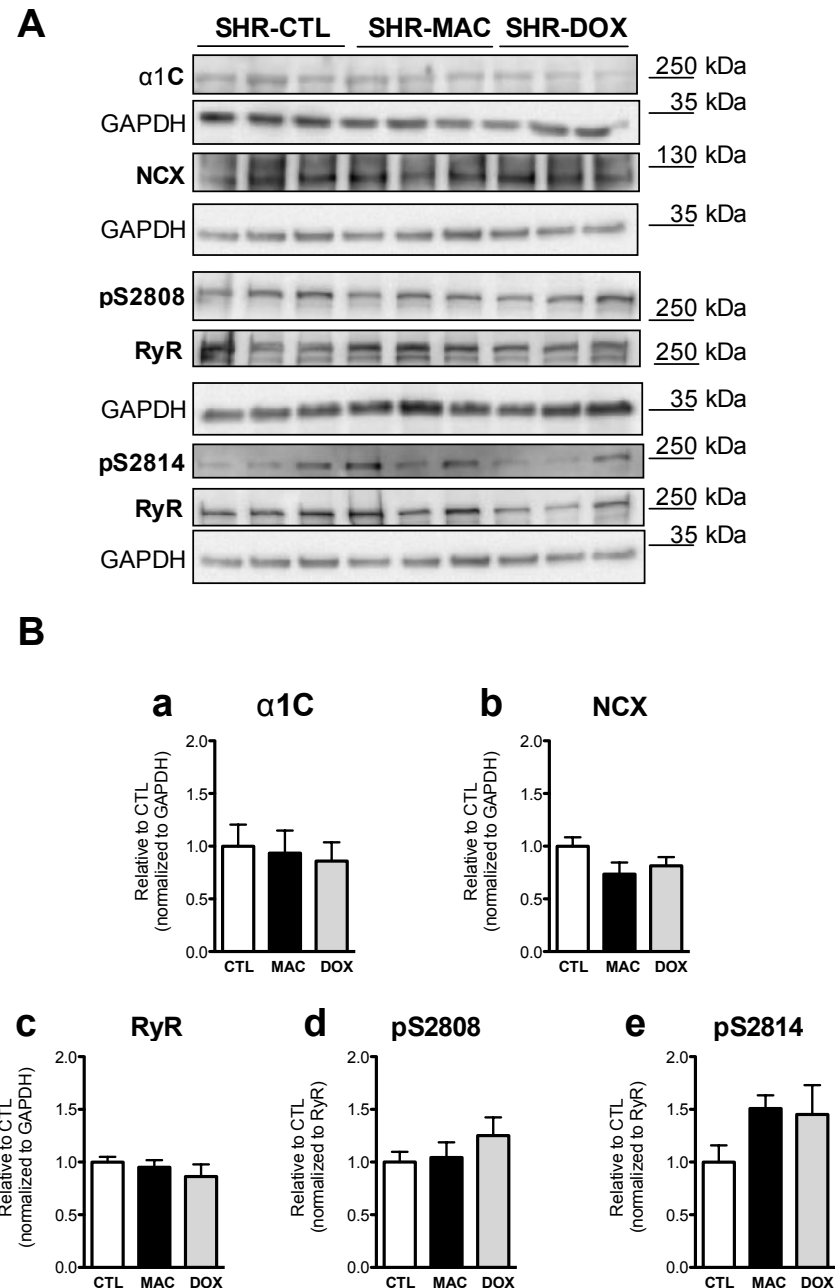 A
SHR-CTL SHR-MAC SHR-DOX
α1C 250 kDa
GAPDH 35 kDa
NCX 130 kDa
GAPDH 35 kDa
pS2808 250 kDa
RyR 250 kDa
GAPDH 35 kDa
pS2814 250 kDa
RyR 250 kDa
GAPDH 35 kDa
B
a α1C
Relative to CTL
(normalized to GAPDH)
2.0
1.5
1.0
0.5
0.0
CTL MAC DOX
b NCX
Relative to CTL
(normalized to GAPDH)
2.0
1.5
1.0
0.5
0.0
CTL MAC DOX
c RyR
Relative to CTL
(normalized to GAPDH)
2.0
1.5
1.0
0.5
0.0
CTL MAC DOX
d pS2808
Relative to CTL
(normalized to RyR)
2.0
1.5
1.0
0.5
0.0
CTL MAC DOX
e pS2814
Relative to CTL
(normalized to RyR)
2.0
1.5
1.0
0.5
0.0
CTL MAC DOX